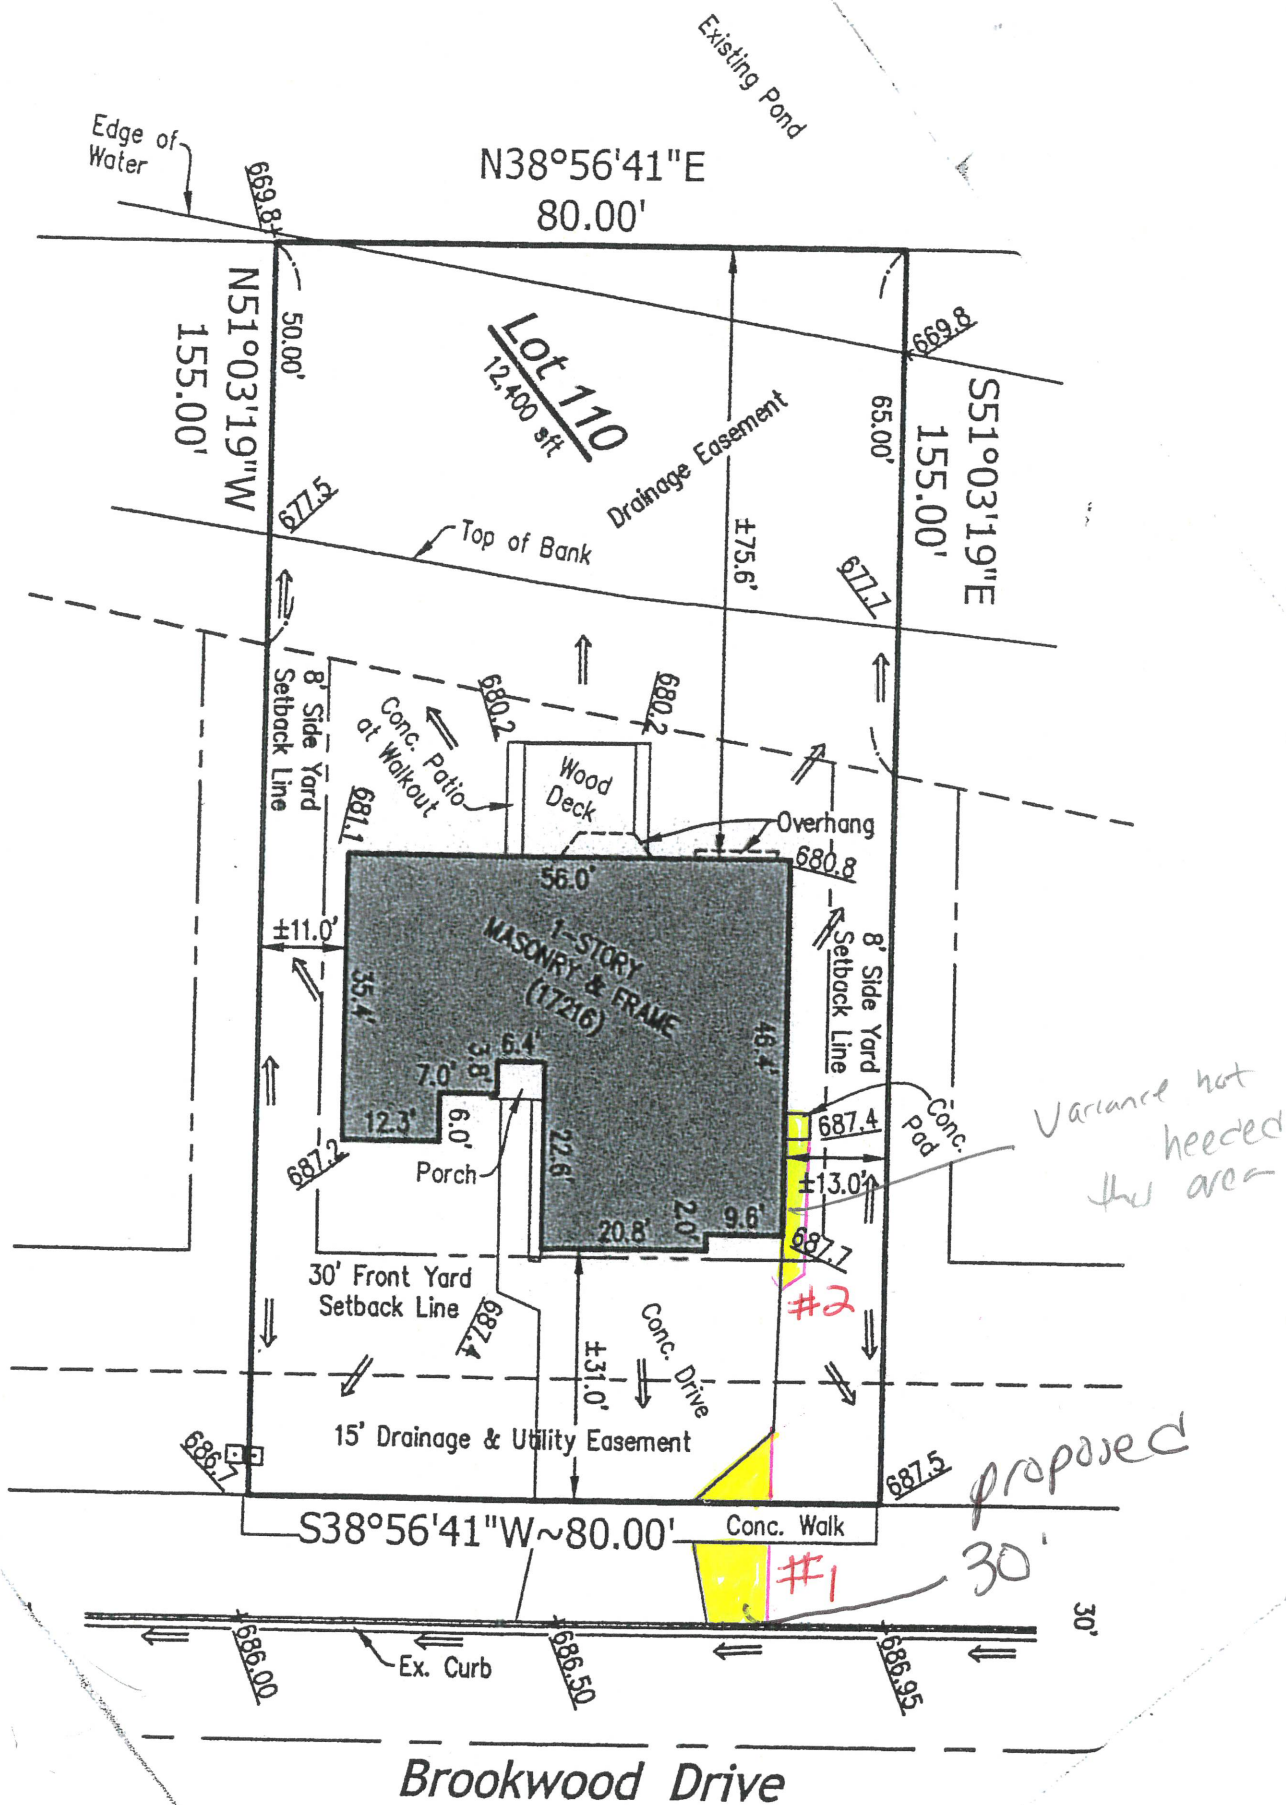 Existing Pond
Edge of
Water
669.8
N38°56'41"E
80.00'
N51°03'19"W
155.00'
50.00'
Lot 110
12,400 sft
Drainage Easement
669.8
65.00'
S51°03'19"E
155.00'
677.5
Top of Bank
±75.6'
677.7
8' Side Yard
Setback Line
680.2
680.2
Conc. Patio
at Walkout
Wood
Deck
Overhang
681.1
680.8
56.0'
1-STORY
MASONRY & FRAME
(17216)
±11.0'
35.4'
46.4'
8' Side Yard
Setback Line
6.4'
3.8'
7.0'
12.3'
6.0'
Porch
22.6'
687.2
687.4
Conc.
Pad
Variance not
needed
this area
±13.0'
20.8'
2.0'
9.6'
687.7
30' Front Yard
Setback Line
687.4
#2
±31.0'
Conc. Drive
15' Drainage & Utility Easement
686.7
687.5
proposed
30'
S38°56'41"W~80.00'
Conc. Walk
#1
30'
686.00
Ex. Curb
686.50
686.95
Brookwood Drive